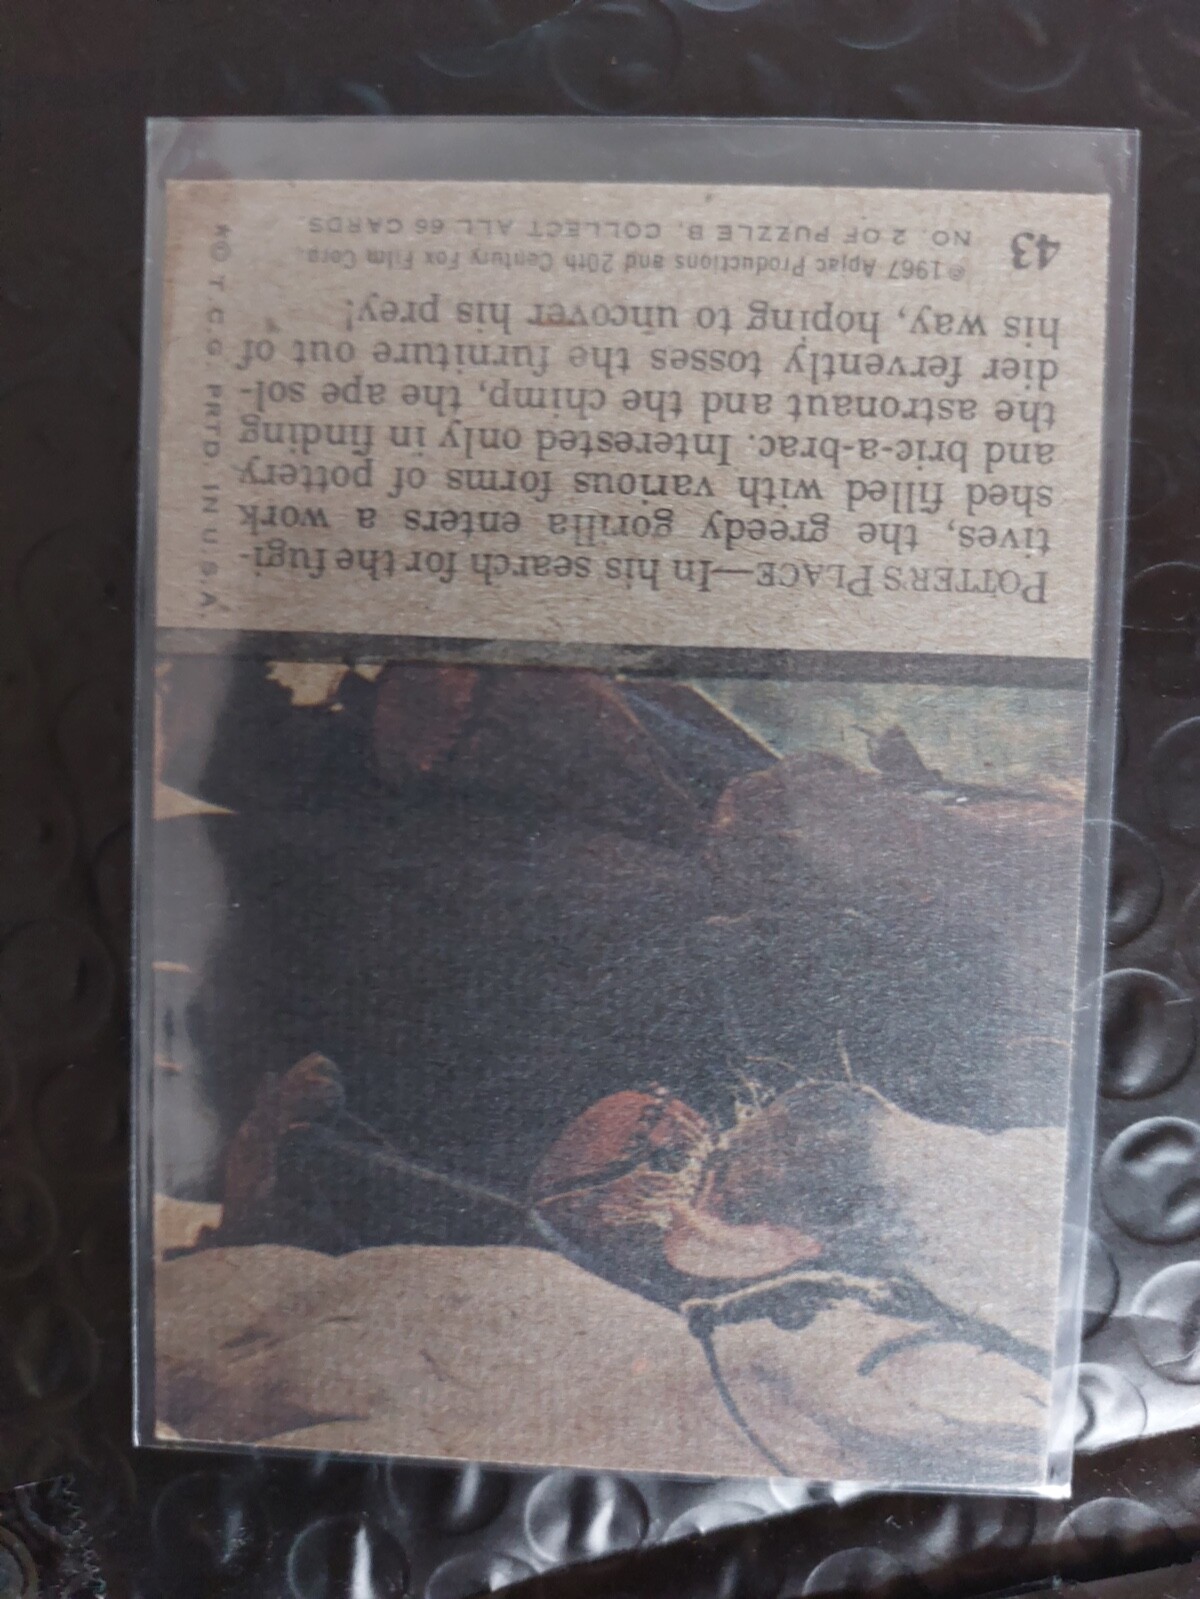 POTTER'S PLACE—In his search for the fugi-
tives, the greedy gorilla enters a work
shed filled with various forms of pottery
and bric-a-brac. Interested only in finding
the astronaut and the chimp, the ape sol-
dier fervently tosses the furniture out of
his way, hoping to uncover his prey!
43
©1967 Apjac Productions and 20th Century Fox Film Corp.
NO. 2 OF PUZZLE B. COLLECT ALL 66 CARDS.
©T.C.G. PRTD. IN U.S.A.